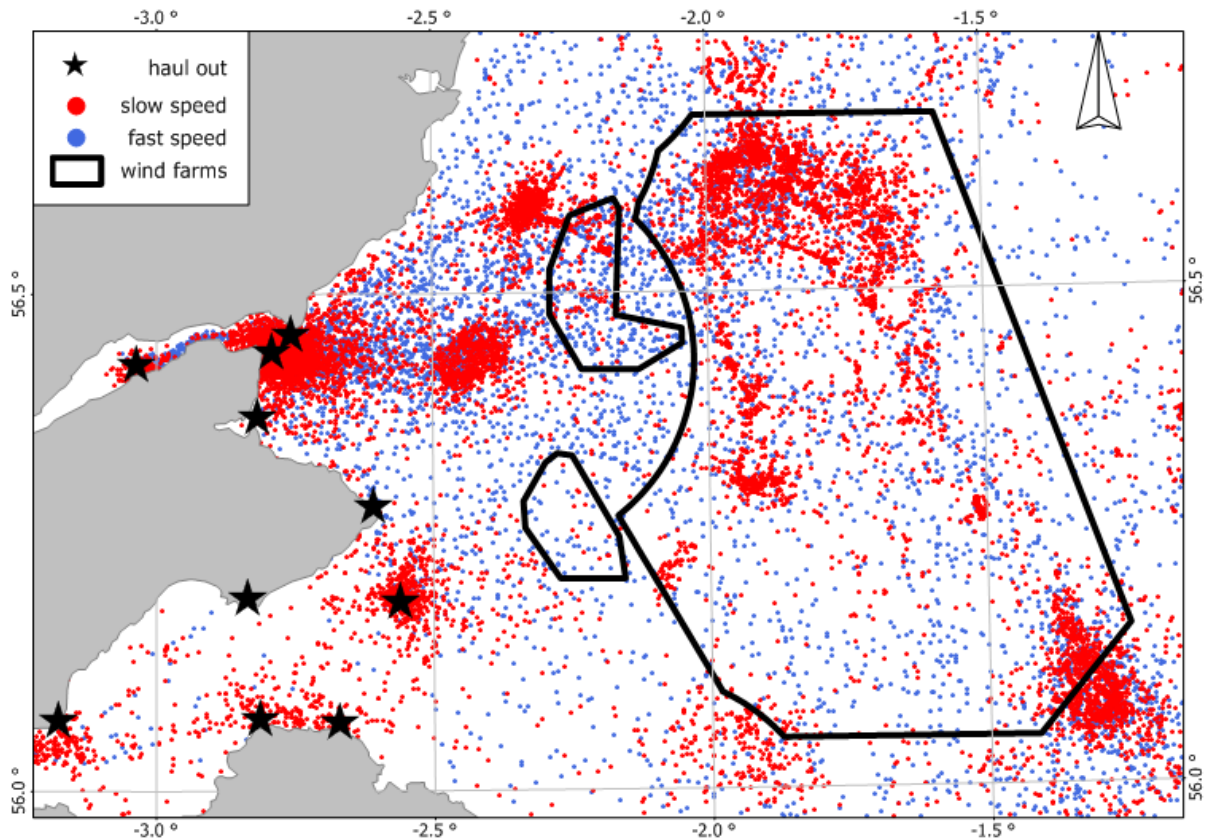 -3.0 ° -2.5 ° -2.0 ° -1.5 °
haul out
slow speed
fast speed
wind farms
56.5 ° 56.5 °
56.0 ° 56.0 °
-3.0 ° -2.5 ° -2.0 ° -1.5 °